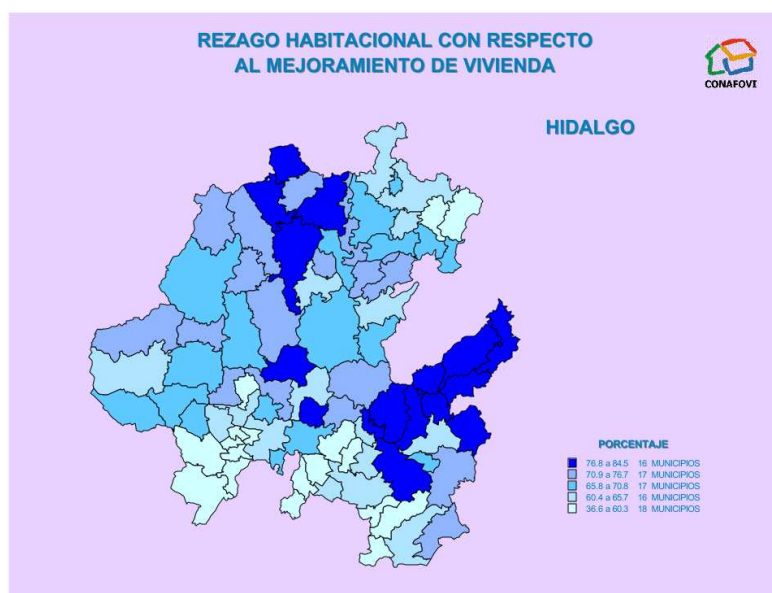 REZAGO HABITACIONAL CON RESPECTO
AL MEJORAMIENTO DE VIVIENDA
CONAFOVI
HIDALGO
PORCENTAJE
76.8 a 84.5 16 MUNICIPIOS
70.9 a 76.7 17 MUNICIPIOS
65.8 a 70.8 17 MUNICIPIOS
60.4 a 65.7 16 MUNICIPIOS
36.6 a 60.3 18 MUNICIPIOS